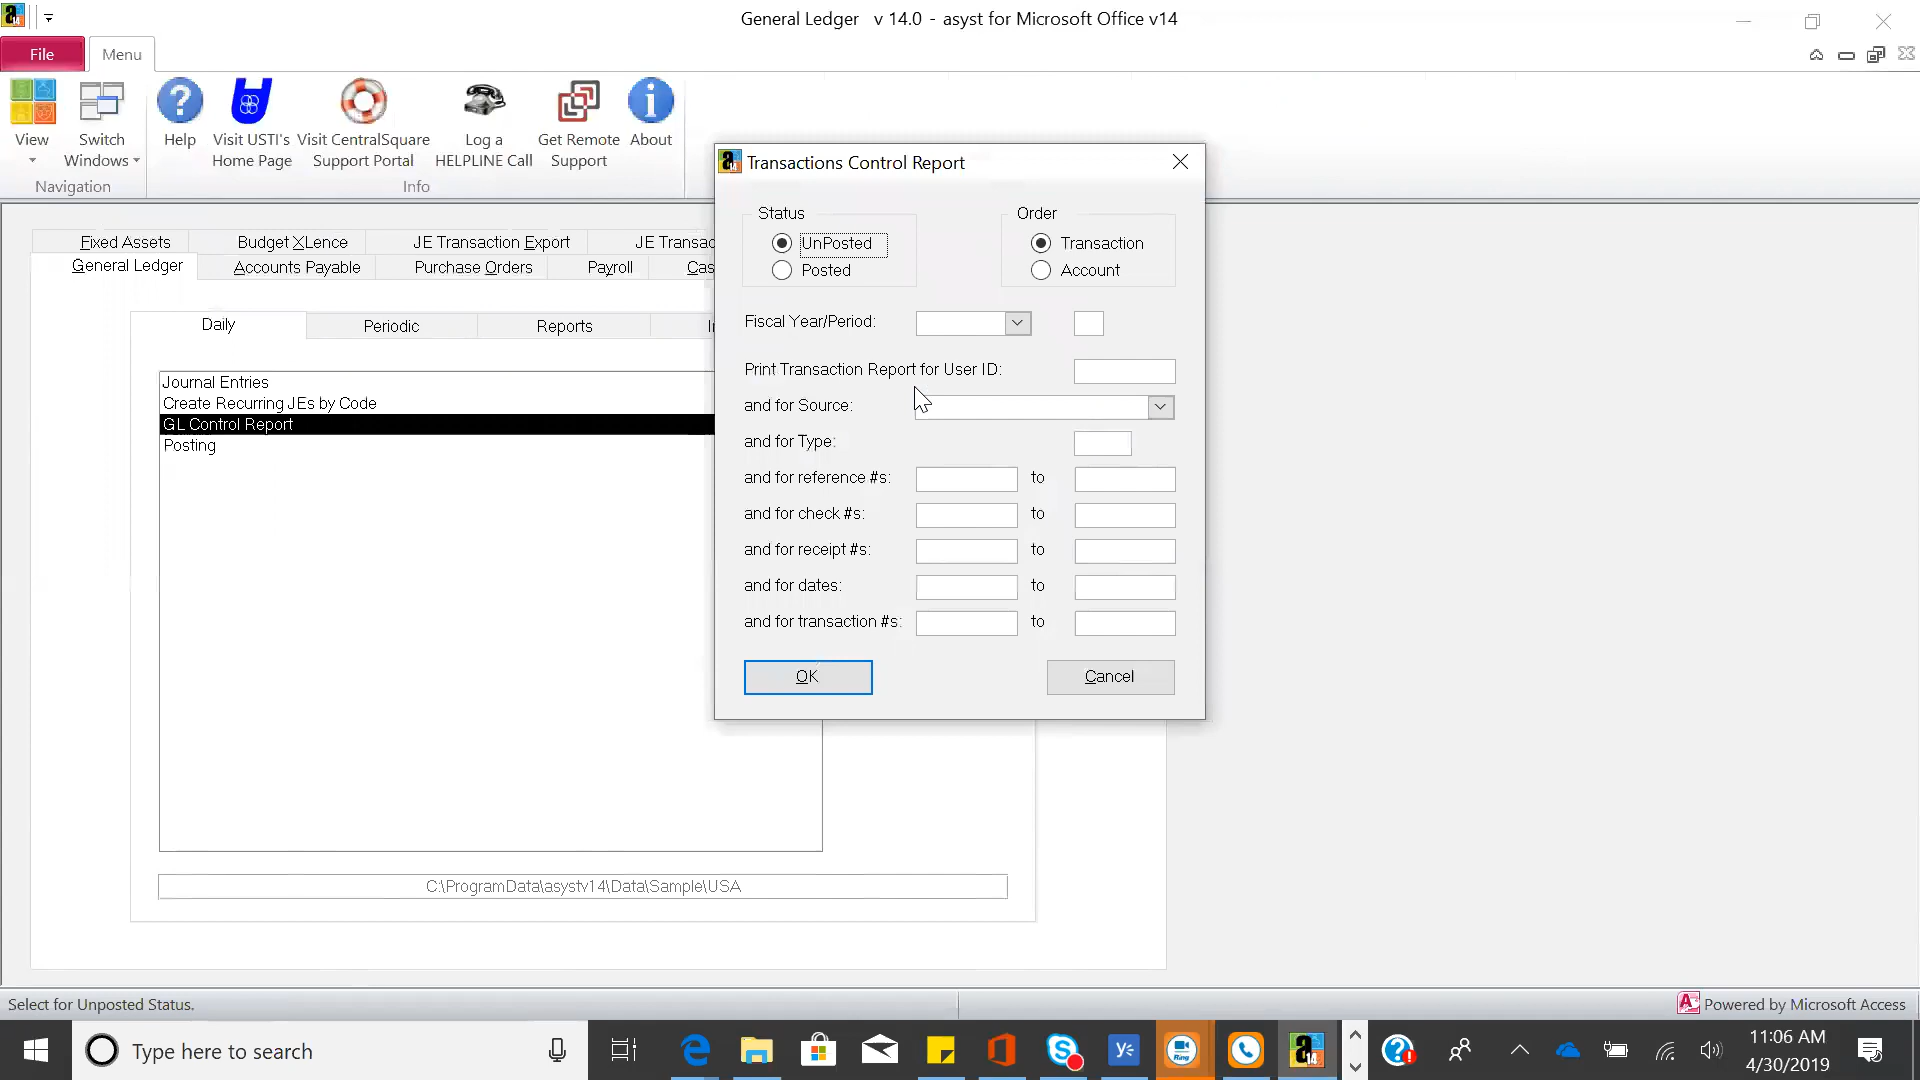 General Ledger   v 14.0 - asyst for Microsoft Office v14
File
Menu
View
Switch Windows
Help
Visit USTI's Home Page
Visit CentralSquare Support Portal
Log a HELPLINE Call
Get Remote Support
About
Navigation
Info
Fixed Assets
Budget XLence
JE Transaction Export
JE Transac
General Ledger
Accounts Payable
Purchase Orders
Payroll
Cas
Daily
Periodic
Reports
Journal Entries
Create Recurring JEs by Code
GL Control Report
Posting
C:\ProgramData\asystv14\Data\Sample\USA
Transactions Control Report
Status
UnPosted
Posted
Order
Transaction
Account
Fiscal Year/Period:
Print Transaction Report for User ID:
and for Source:
and for Type:
and for reference #s:
to
and for check #s:
to
and for receipt #s:
to
and for dates:
to
and for transaction #s:
to
OK
Cancel
Select for Unposted Status.
Powered by Microsoft Access
Type here to search
11:06 AM
4/30/2019